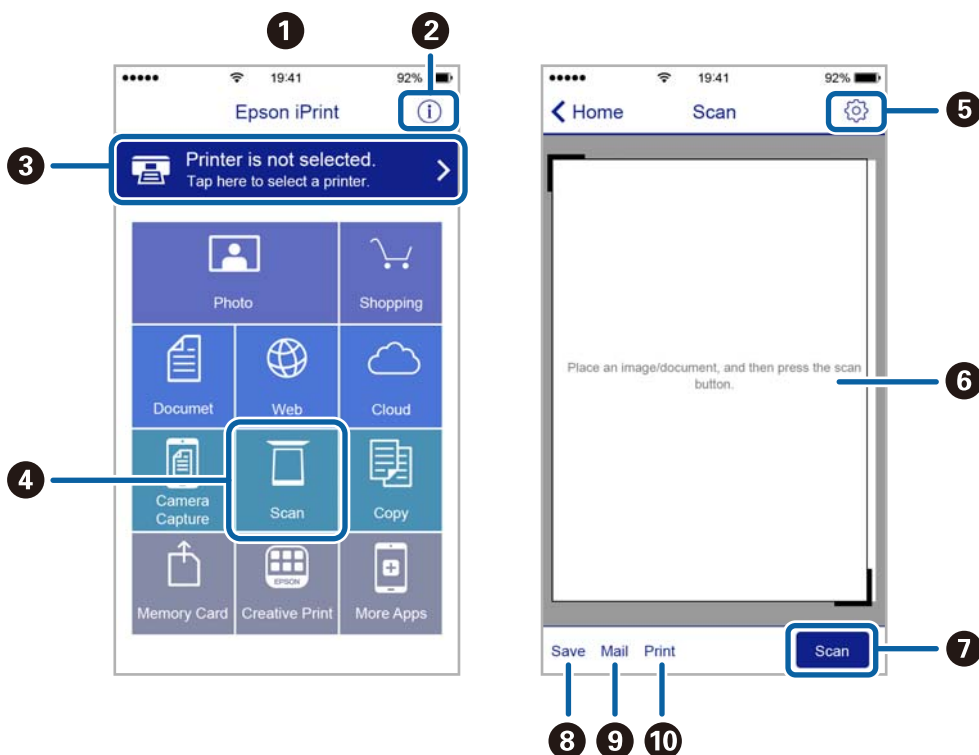 1
2
19:41
92%
Epson iPrint
i
3
Printer is not selected.
Tap here to select a printer.
Photo
Shopping
Documet
Web
Cloud
4
Camera
Capture
Scan
Copy
EPSON
Memory Card
Creative Print
More Apps
19:41
92%
Home
Scan
5
Place an image/document, and then press the scan
button.
6
Save Mail Print
Scan
7
8 9 10